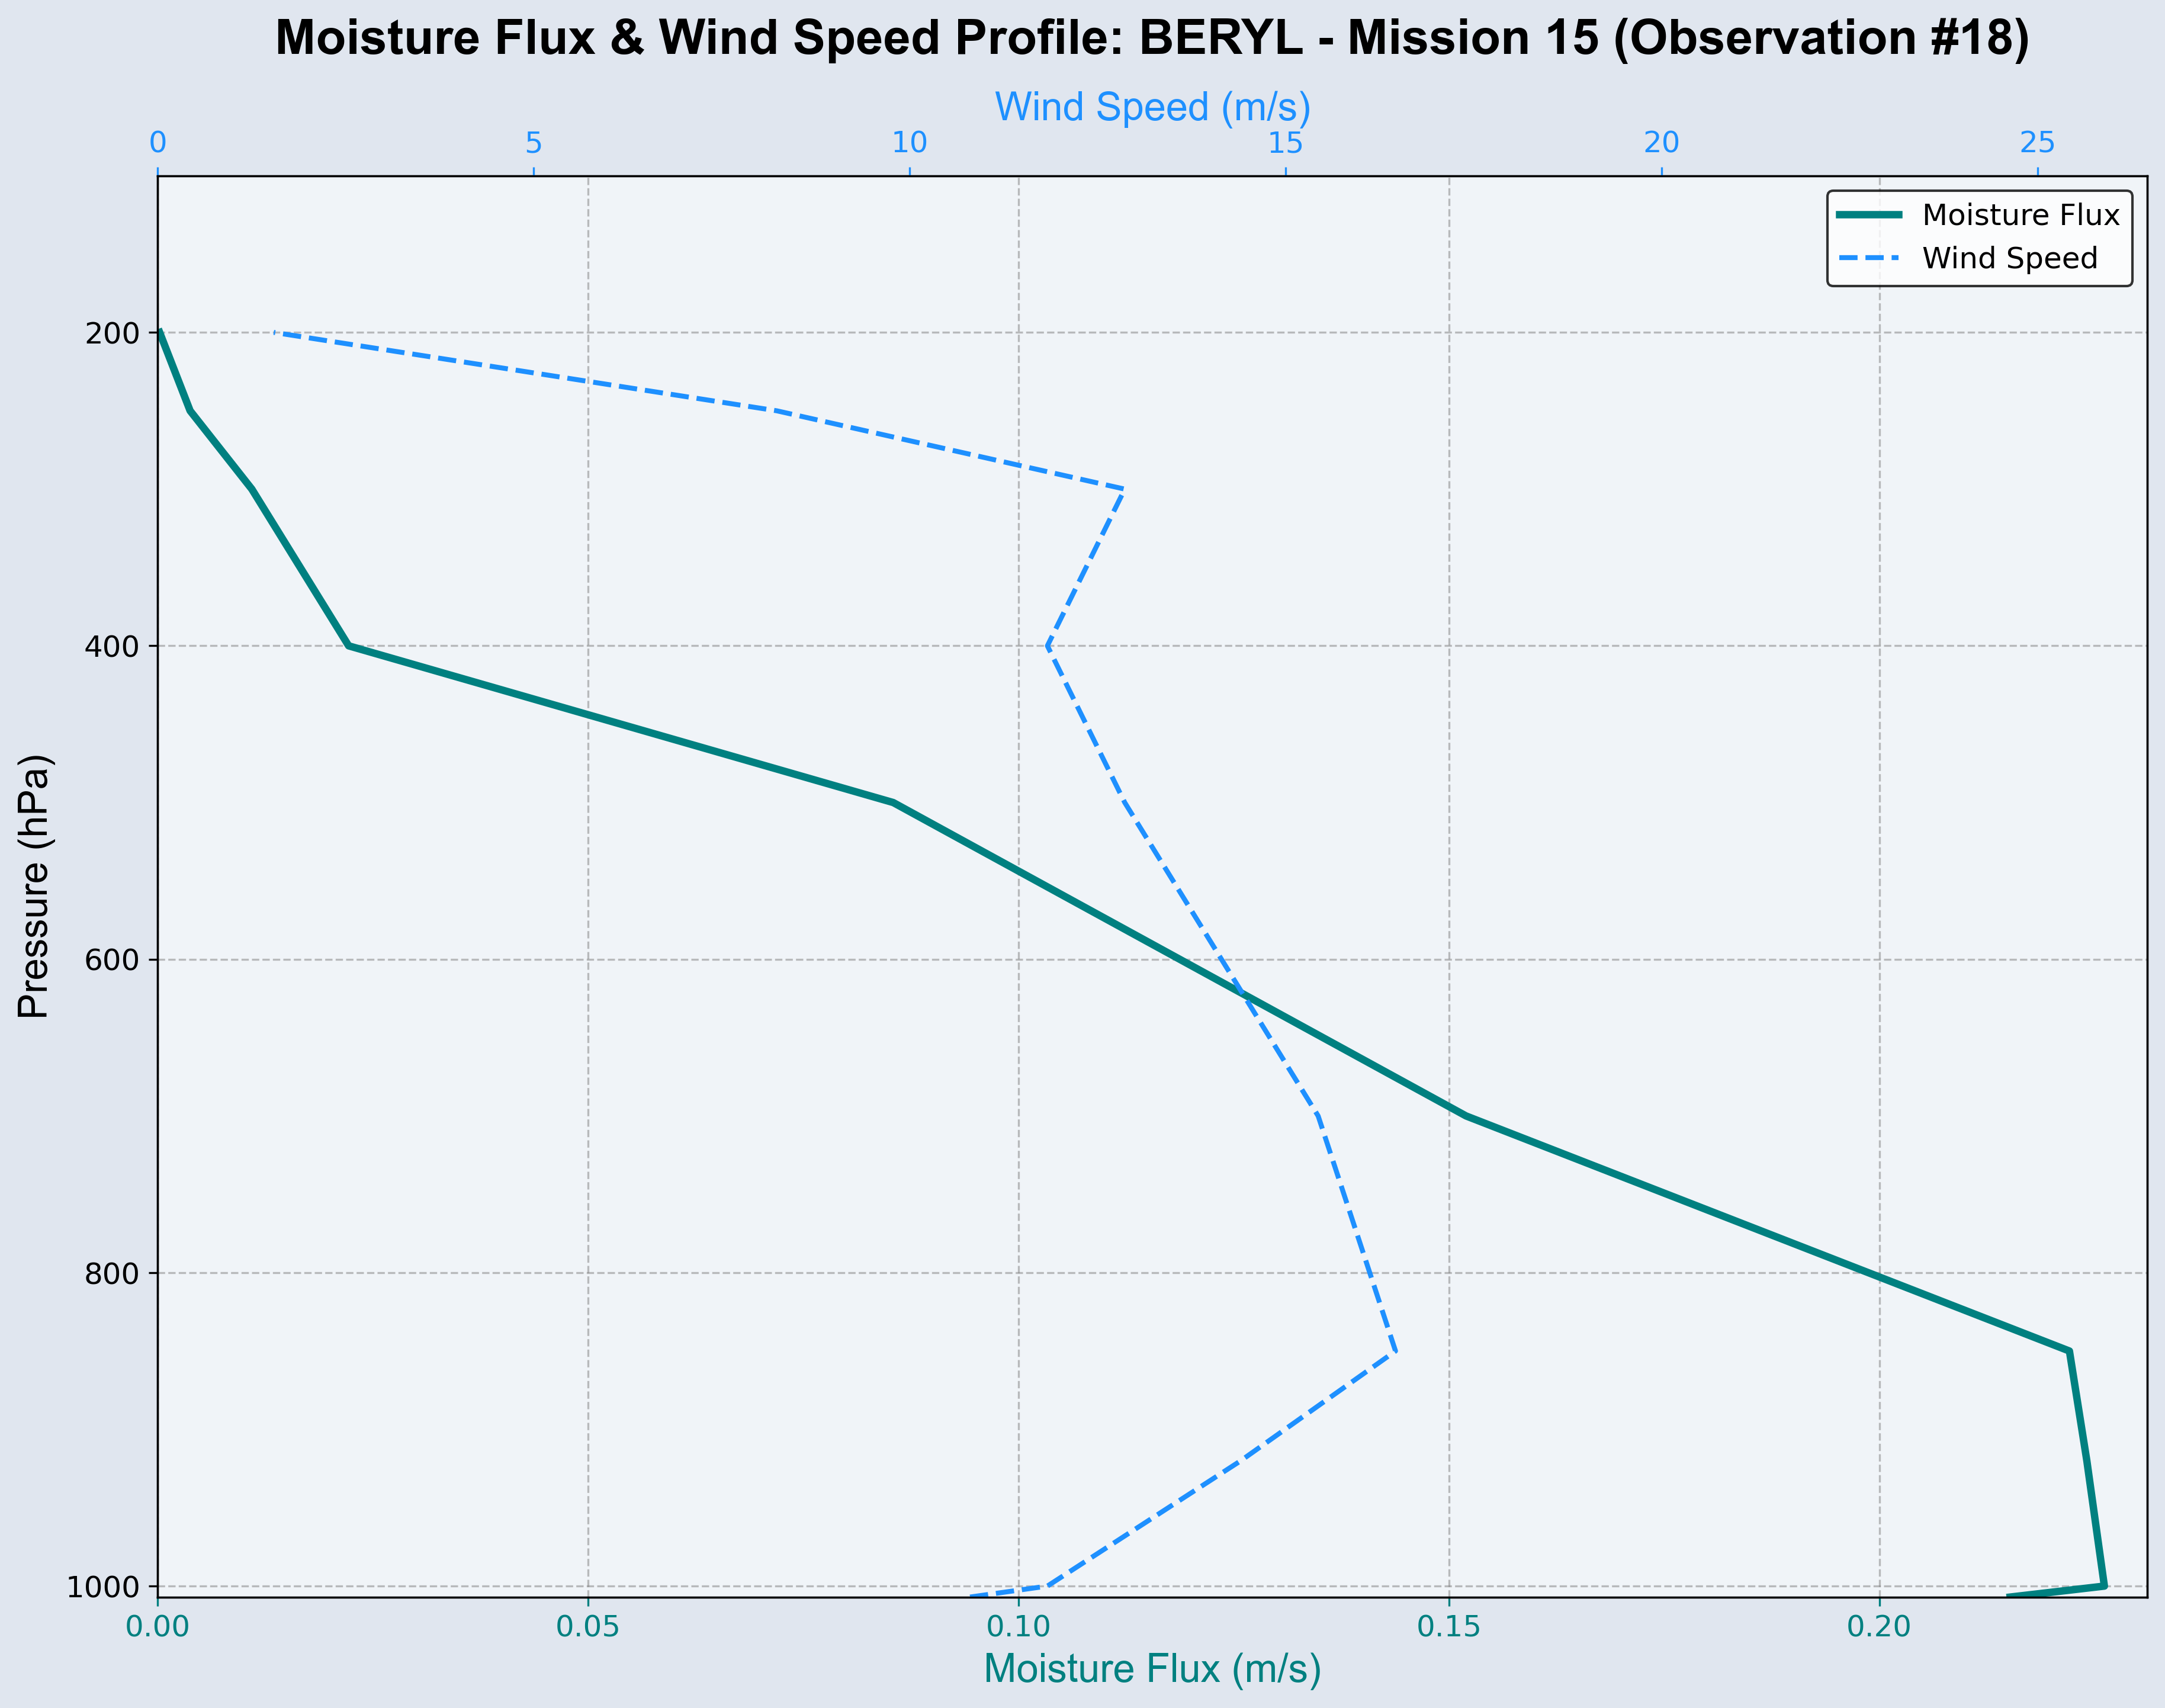 Moisture Flux & Wind Speed Profile: BERYL - Mission 15 (Observation #18)
Wind Speed (m/s)
0 5 10 15 20 25
Moisture Flux
Wind Speed
Pressure (hPa)
200
400
600
800
1000
0.00 0.05 0.10 0.15 0.20
Moisture Flux (m/s)